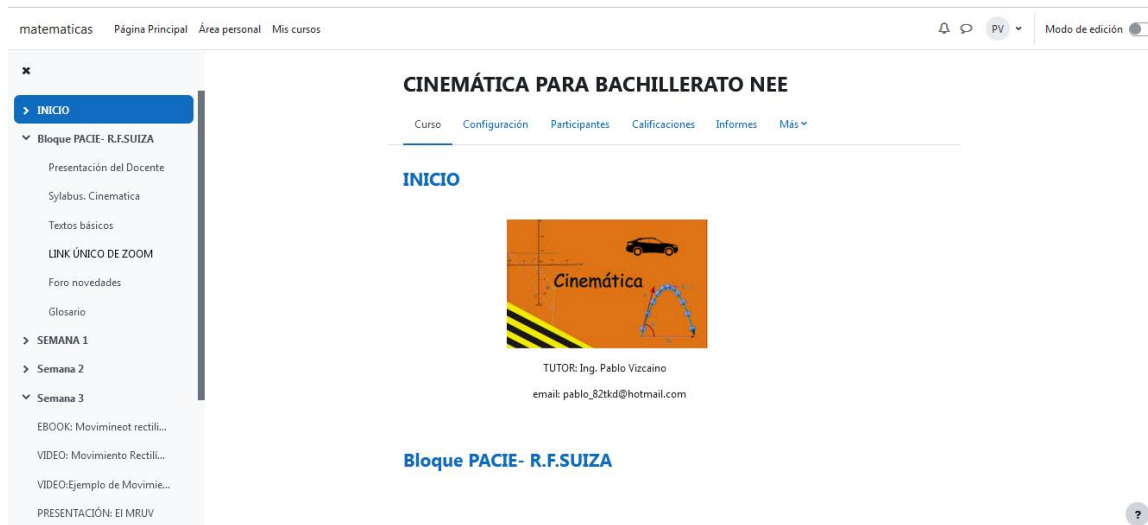 matematicas Página Principal Área personal Mis cursos PV Modo de edición
INICIO
Bloque PACIE- R.F.SUIZA
Presentación del Docente
Sylabus. Cinematica
Textos básicos
LINK ÚNICO DE ZOOM
Foro novedades
Glosario
SEMANA 1
Semana 2
Semana 3
EBOOK: Movimineot rectili...
VIDEO: Movimiento Rectilí...
VIDEO:Ejemplo de Movimie...
PRESENTACIÓN: El MRUV
CINEMÁTICA PARA BACHILLERATO NEE
Curso Configuración Participantes Calificaciones Informes Más
INICIO
Cinemática
TUTOR: Ing. Pablo Vizcaino
email: pablo_82tkd@hotmail.com
Bloque PACIE- R.F.SUIZA
?